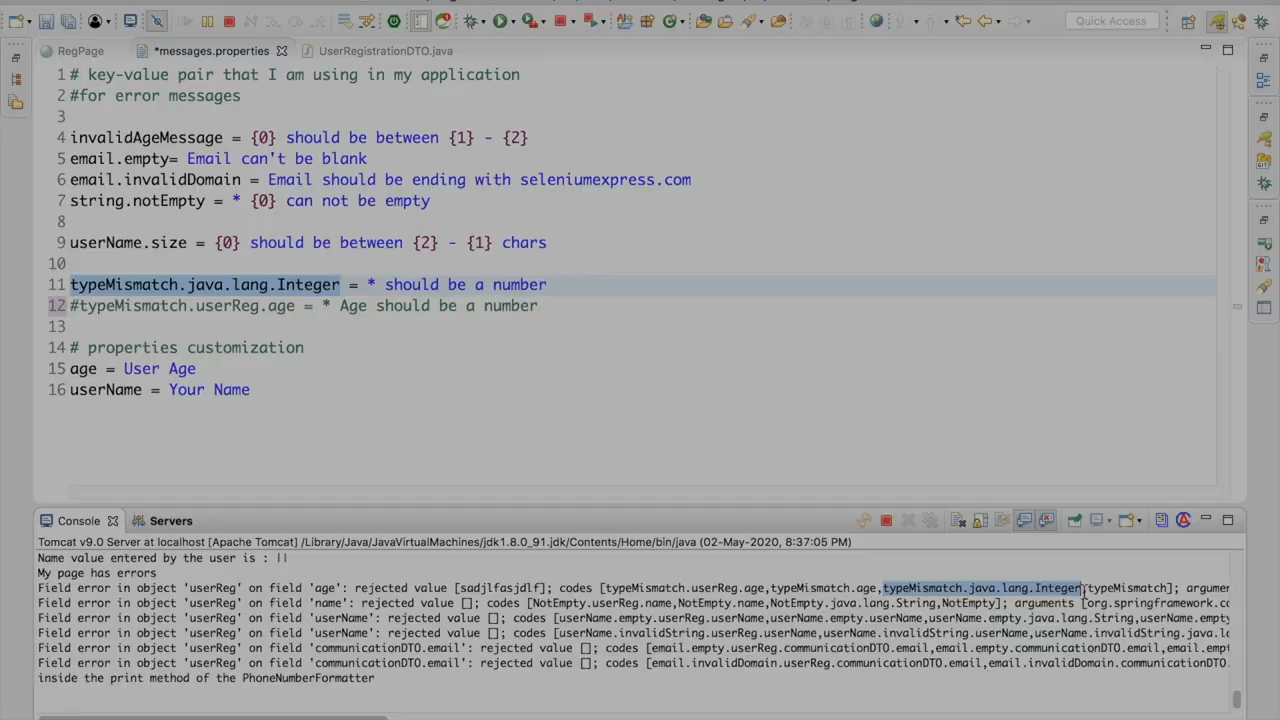 Quick Access
RegPage
*messages.properties
UserRegistrationDTO.java
1 # key-value pair that I am using in my application
2 #for error messages
3
4 invalidAgeMessage = {0} should be between {1} - {2}
5 email.empty= Email can't be blank
6 email.invalidDomain = Email should be ending with seleniumexpress.com
7 string.notEmpty = * {0} can not be empty
8
9 userName.size = {0} should be between {2} - {1} chars
10
11 typeMismatch.java.lang.Integer = * should be a number
12 #typeMismatch.userReg.age = * Age should be a number
13
14 # properties customization
15 age = User Age
16 userName = Your Name
Console
Servers
Tomcat v9.0 Server at localhost [Apache Tomcat] /Library/Java/JavaVirtualMachines/jdk1.8.0_91.jdk/Contents/Home/bin/java (02-May-2020, 8:37:05 PM)
Name value entered by the user is : ||
My page has errors
Field error in object 'userReg' on field 'age': rejected value [sadjlfasjdlf]; codes [typeMismatch.userReg.age,typeMismatch.age,typeMismatch.java.lang.Integer,typeMismatch]; argumen
Field error in object 'userReg' on field 'name': rejected value []; codes [NotEmpty.userReg.name,NotEmpty.name,NotEmpty.java.lang.String,NotEmpty]; arguments [org.springframework.co
Field error in object 'userReg' on field 'userName': rejected value []; codes [userName.empty.userReg.userName,userName.empty.userName,userName.empty.java.lang.String,userName.empty
Field error in object 'userReg' on field 'userName': rejected value []; codes [userName.invalidString.userReg.userName,userName.invalidString.userName,userName.invalidString.java.la
Field error in object 'userReg' on field 'communicationDTO.email': rejected value []; codes [email.empty.userReg.communicationDTO.email,email.empty.communicationDTO.email,email.empt
Field error in object 'userReg' on field 'communicationDTO.email': rejected value []; codes [email.invalidDomain.userReg.communicationDTO.email,email.invalidDomain.communicationDTO.
inside the print method of the PhoneNumberFormatter